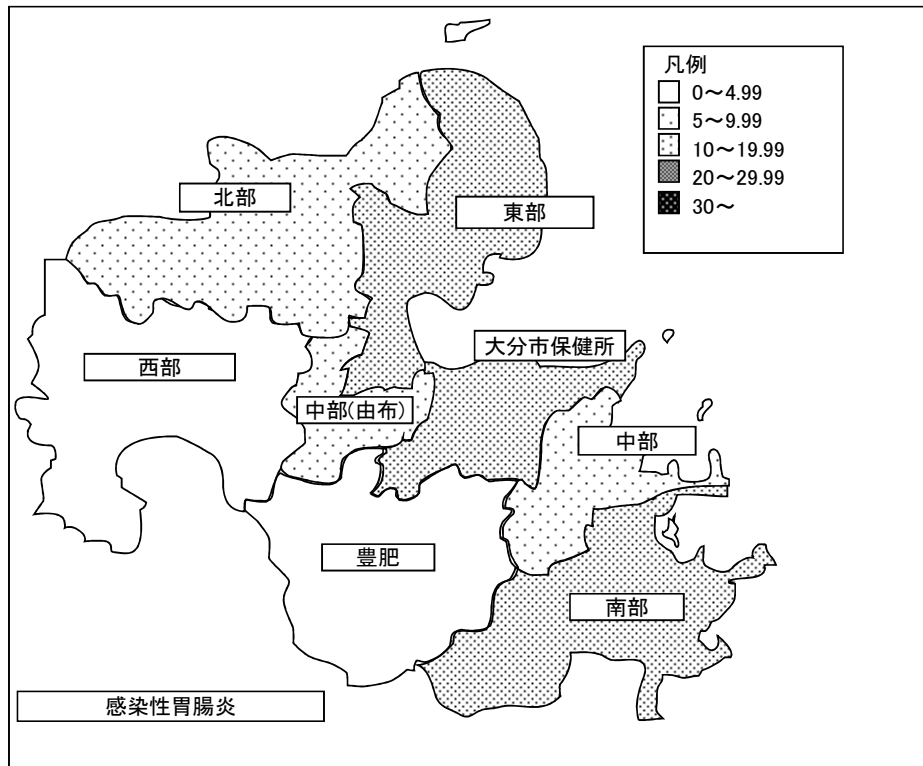 凡例
0～4.99
5～9.99
10～19.99
20～29.99
30～
北部
東部
大分市保健所
西部
中部(由布)
中部
豊肥
南部
感染性胃腸炎